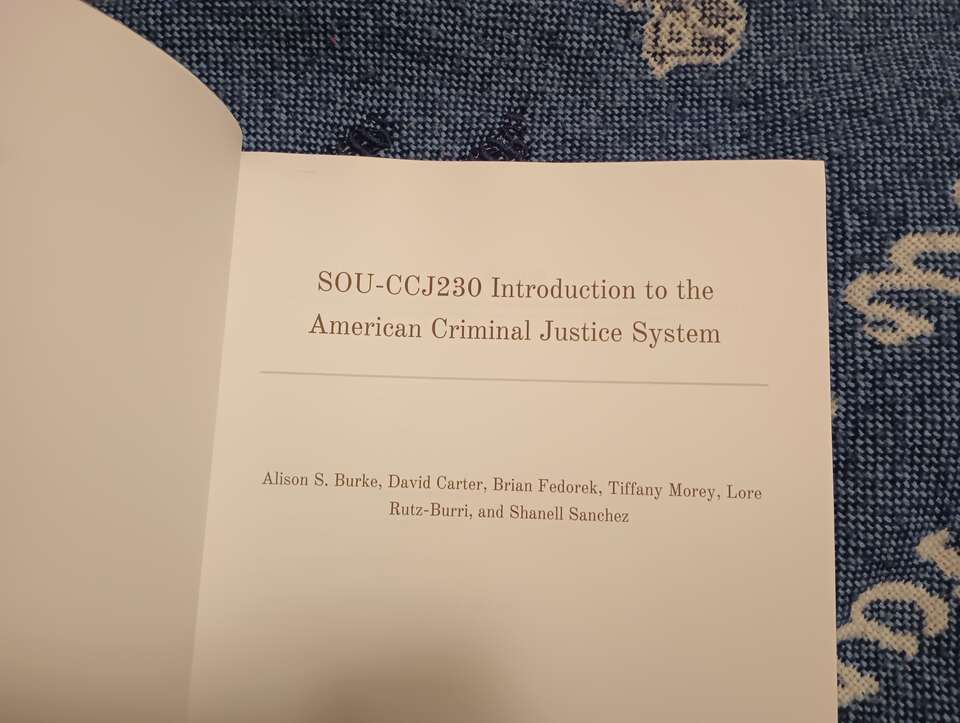 SOU-CCJ230 Introduction to the
American Criminal Justice System
Alison S. Burke, David Carter, Brian Fedorek, Tiffany Morey, Lore
Rutz-Burri, and Shanell Sanchez